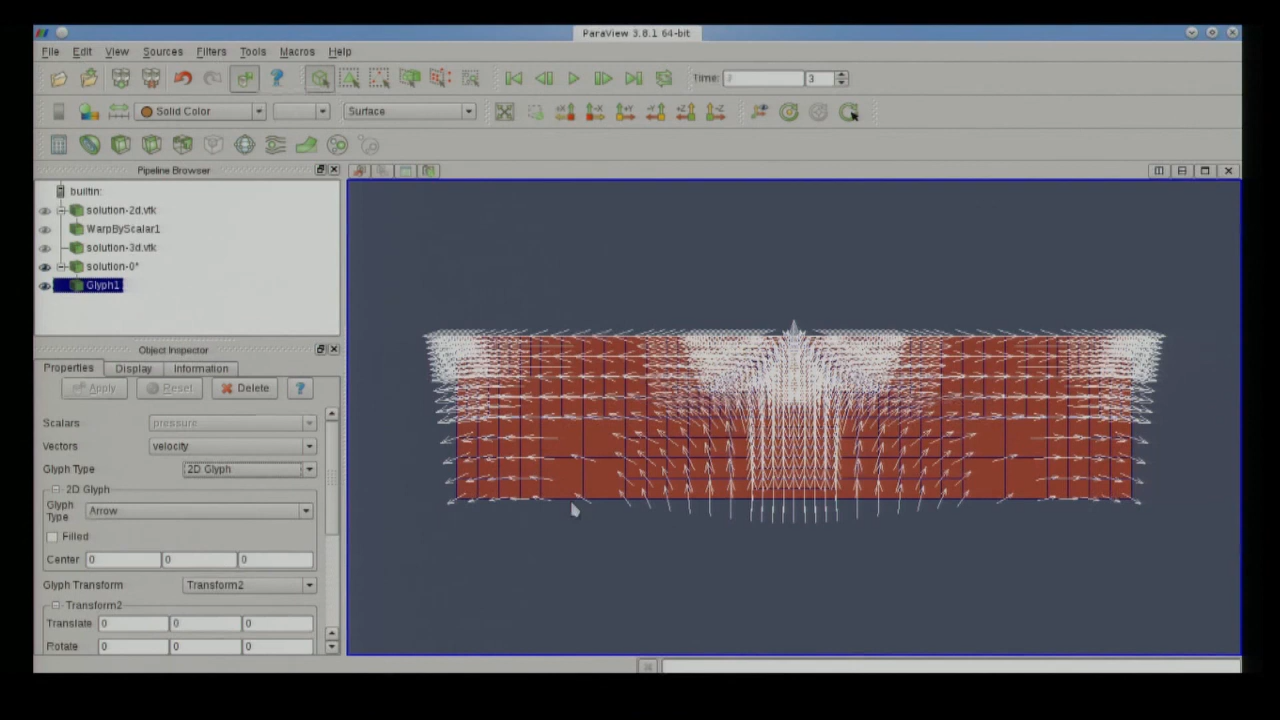 ParaView 3.8.1 64-bit
File Edit View Sources Filters Tools Macros Help
Time: 3
Solid Color Surface
Pipeline Browser
builtin:
solution-2d.vtk
WarpByScalar1
solution-3d.vtk
solution-0*
Glyph1
Object Inspector
Properties Display Information
Apply Reset Delete ?
Scalars pressure
Vectors velocity
Glyph Type 2D Glyph
2D Glyph
Glyph Type Arrow
Filled
Center 0 0 0
Glyph Transform Transform2
Transform2
Translate 0 0 0
Rotate 0 0 0